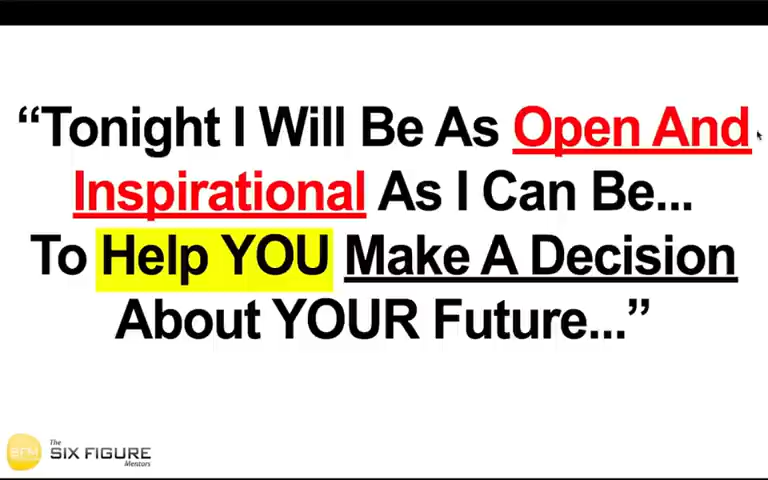 “Tonight I Will Be As Open And
Inspirational As I Can Be...
To Help YOU Make A Decision
About YOUR Future...”
SFM
The
SIX FIGURE
Mentors